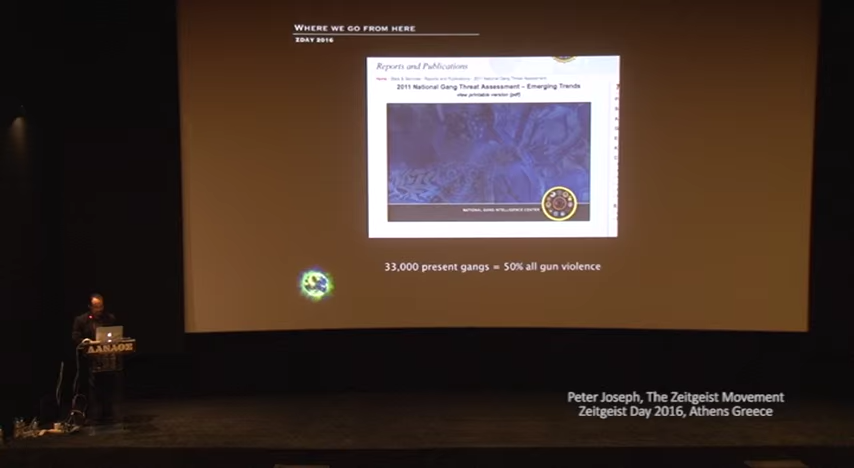 WHERE WE GO FROM HERE
ZDAY 2016
Reports and Publications
2011 National Gang Threat Assessment – Emerging Trends
view printable version (pdf)
NATIONAL GANG INTELLIGENCE CENTER
33,000 present gangs = 50% all gun violence
Peter Joseph, The Zeitgeist Movement
Zeitgeist Day 2016, Athens Greece